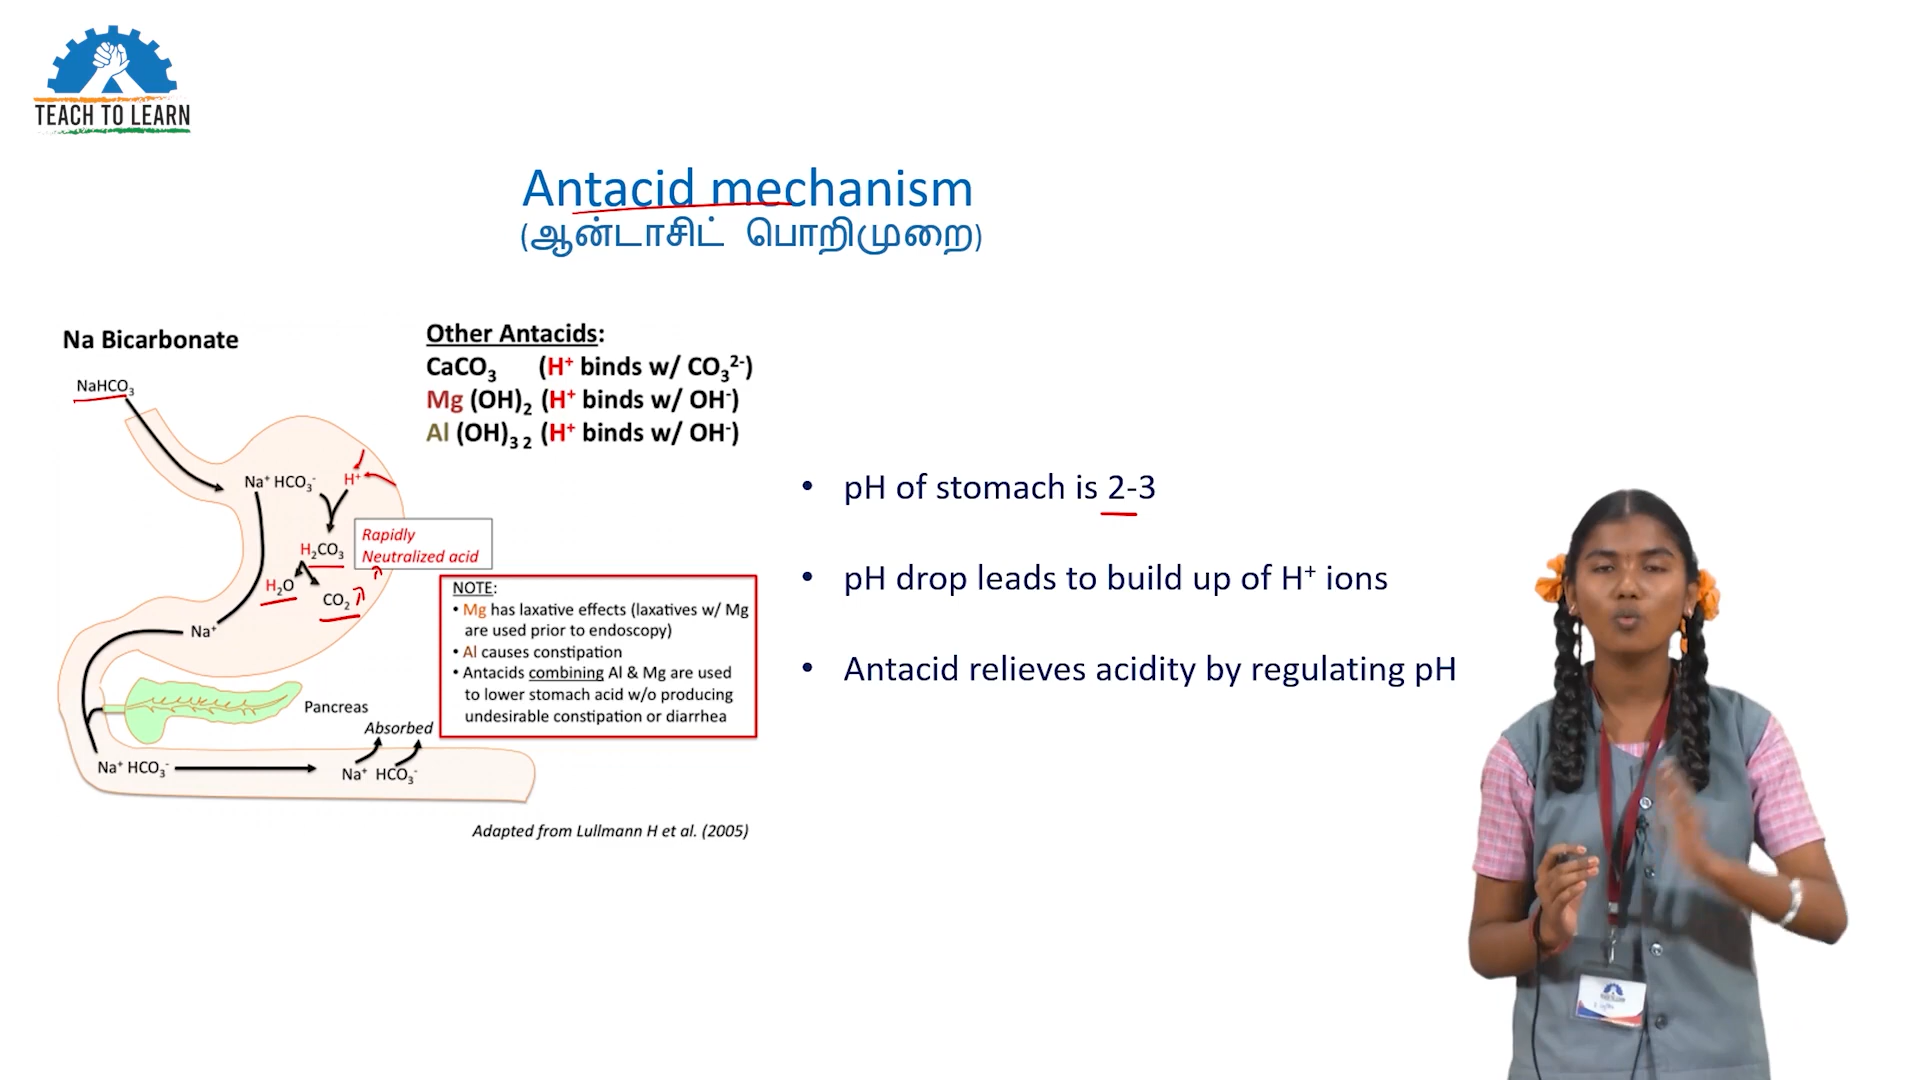 TEACH TO LEARN
Antacid mechanism
(ஆன்டாசிட் பொறிமுறை)
Na Bicarbonate
NaHCO₃
Na⁺ HCO₃⁻
H⁺
H₂CO₃
H₂O
CO₂
Rapidly
Neutralized acid
Na⁺
Pancreas
Absorbed
Na⁺ HCO₃⁻
Na⁺ HCO₃⁻
Other Antacids:
CaCO₃ (H⁺ binds w/ CO₃²⁻)
Mg (OH)₂ (H⁺ binds w/ OH⁻)
Al (OH)₃ ₂ (H⁺ binds w/ OH⁻)
NOTE:
• Mg has laxative effects (laxatives w/ Mg
are used prior to endoscopy)
• Al causes constipation
• Antacids combining Al & Mg are used
to lower stomach acid w/o producing
undesirable constipation or diarrhea
Adapted from Lullmann H et al. (2005)
• pH of stomach is 2-3
• pH drop leads to build up of H⁺ ions
• Antacid relieves acidity by regulating pH